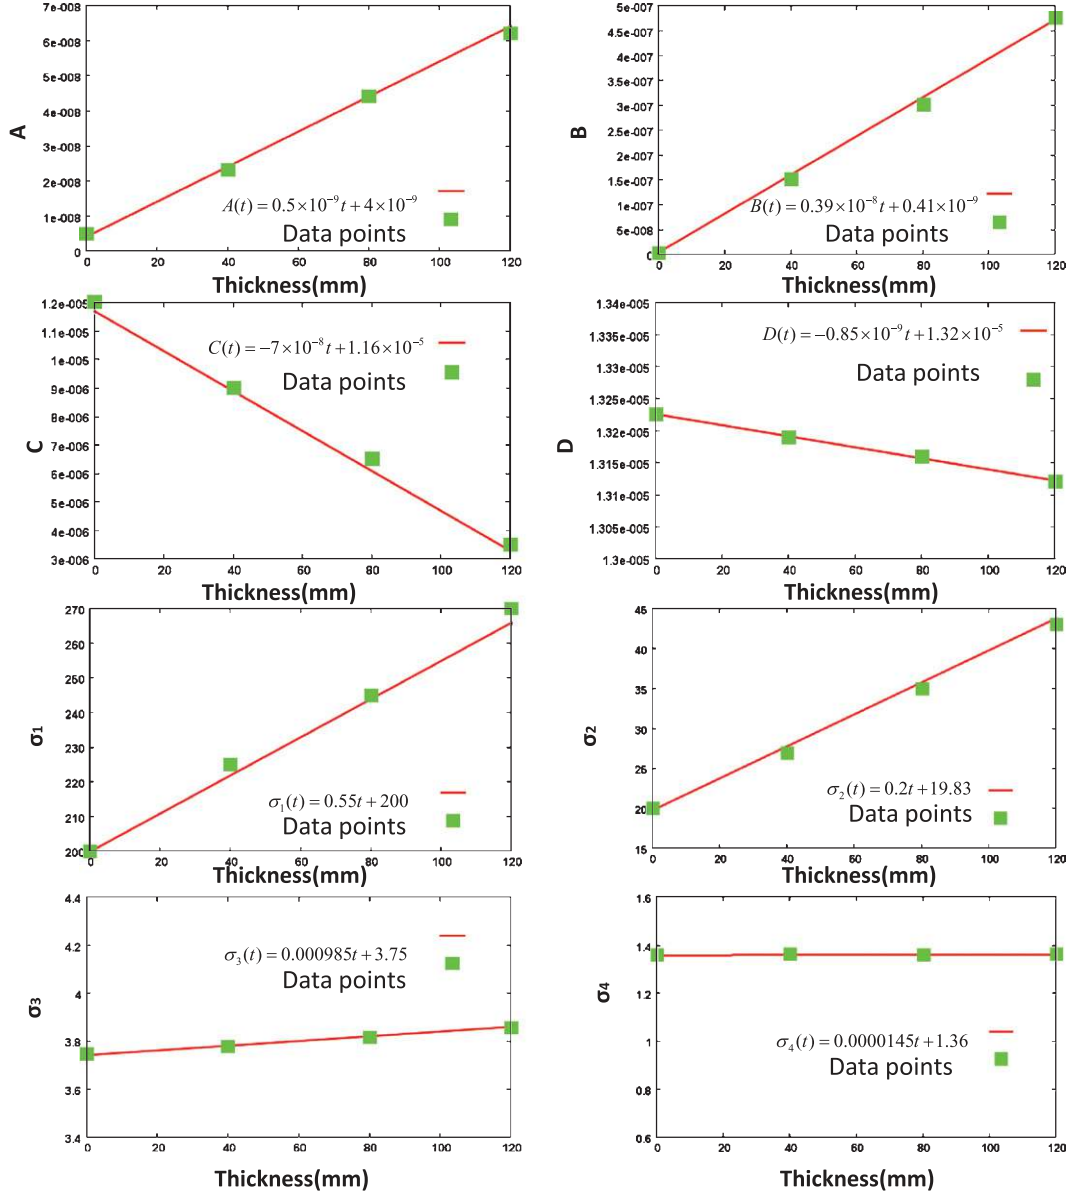 7e-008
6e-008
5e-008
4e-008
3e-008
2e-008
1e-008
0
A
A(t) = 0.5×10⁻⁹t + 4×10⁻⁹
Data points
0 20 40 60 80 100 120
Thickness(mm)
5e-007
4.5e-007
4e-007
3.5e-007
3e-007
2.5e-007
2e-007
1.5e-007
1e-007
5e-008
0
B
B(t) = 0.39×10⁻⁸t + 0.41×10⁻⁹
Data points
0 20 40 60 80 100 120
Thickness(mm)
1.2e-005
1.1e-005
1e-005
9e-006
8e-006
7e-006
6e-006
5e-006
4e-006
3e-006
C
C(t) = −7×10⁻⁸t + 1.16×10⁻⁵
Data points
0 20 40 60 80 100 120
Thickness(mm)
1.34e-005
1.335e-005
1.33e-005
1.325e-005
1.32e-005
1.315e-005
1.31e-005
1.305e-005
1.3e-005
D
D(t) = −0.85×10⁻⁹t + 1.32×10⁻⁵
Data points
0 20 40 60 80 100 120
Thickness(mm)
270
260
250
240
230
220
210
200
σ1
σ₁(t) = 0.55t + 200
Data points
0 20 40 60 80 100 120
Thickness(mm)
45
40
35
30
25
20
15
σ2
σ₂(t) = 0.2t + 19.83
Data points
0 20 40 60 80 100 120
Thickness(mm)
4.4
4.2
4
3.8
3.6
3.4
σ3
σ₃(t) = 0.000985t + 3.75
Data points
0 20 40 60 80 100 120
Thickness(mm)
1.6
1.4
1.2
1
0.8
0.6
σ4
σ₄(t) = 0.0000145t + 1.36
Data points
0 20 40 60 80 100 120
Thickness(mm)